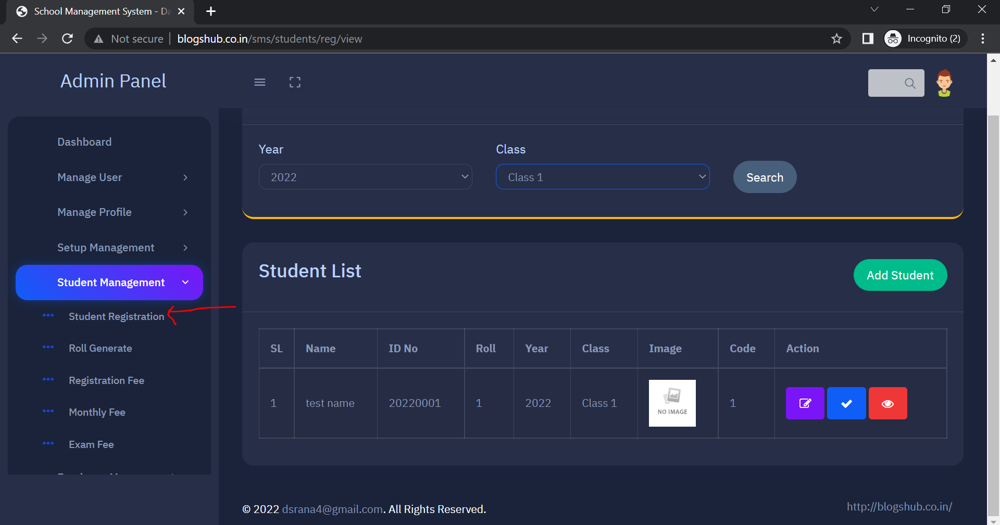 School Management System - Da
Not secure
blogshub.co.in/sms/students/reg/view
Incognito (2)
Admin Panel
Dashboard
Manage User
Manage Profile
Setup Management
Student Management
Student Registration
Roll Generate
Registration Fee
Monthly Fee
Exam Fee
Year Class
2022 Class 1 Search
Student List
Add Student
SL Name ID No Roll Year Class Image Code Action
1 test name 20220001 1 2022 Class 1 NO IMAGE 1
© 2022 dsrana4@gmail.com. All Rights Reserved.
http://blogshub.co.in/